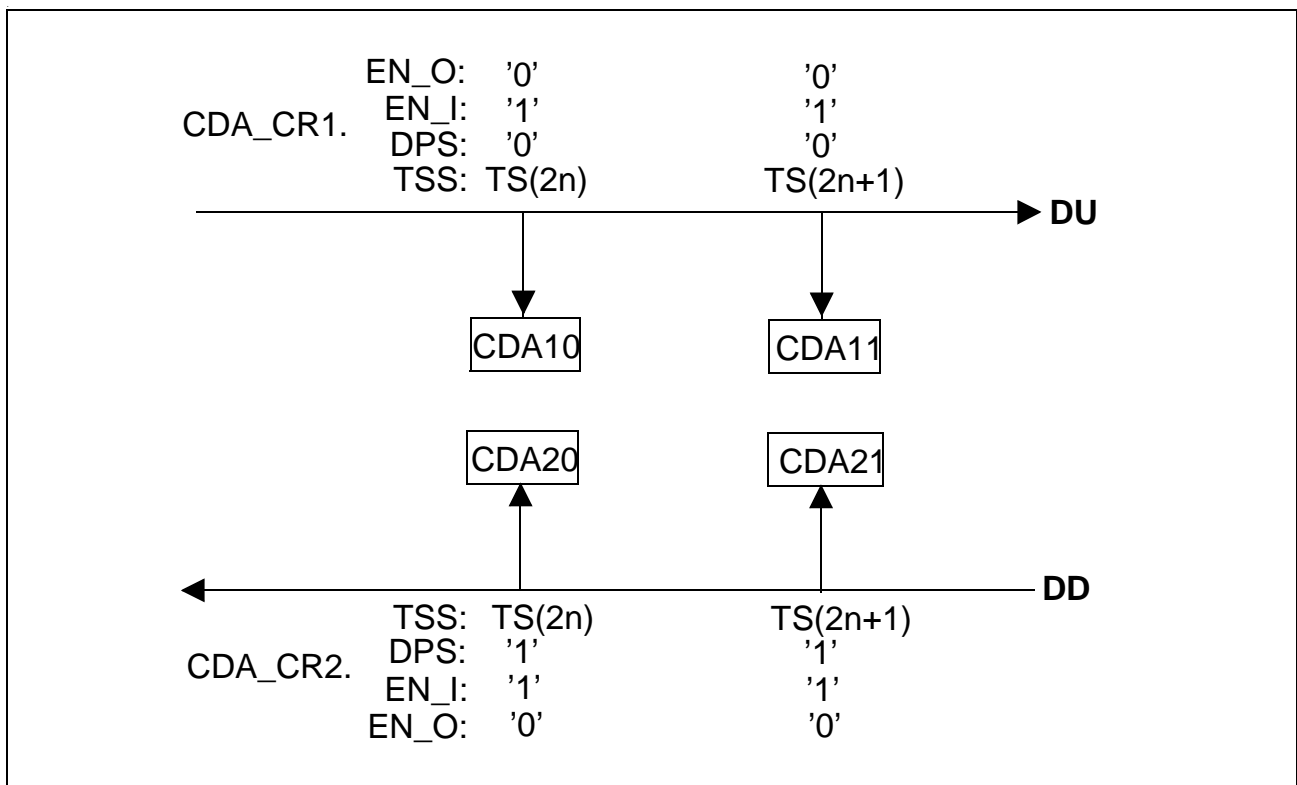 EN_O: ’0’ ’0’
EN_I: ’1’ ’1’
CDA_CR1.
DPS: ’0’ ’0’
TSS: TS(2n) TS(2n+1)
DU
CDA10 CDA11
CDA20 CDA21
DD
TSS: TS(2n) TS(2n+1)
DPS: ’1’ ’1’
CDA_CR2.
EN_I: ’1’ ’1’
EN_O: ’0’ ’0’